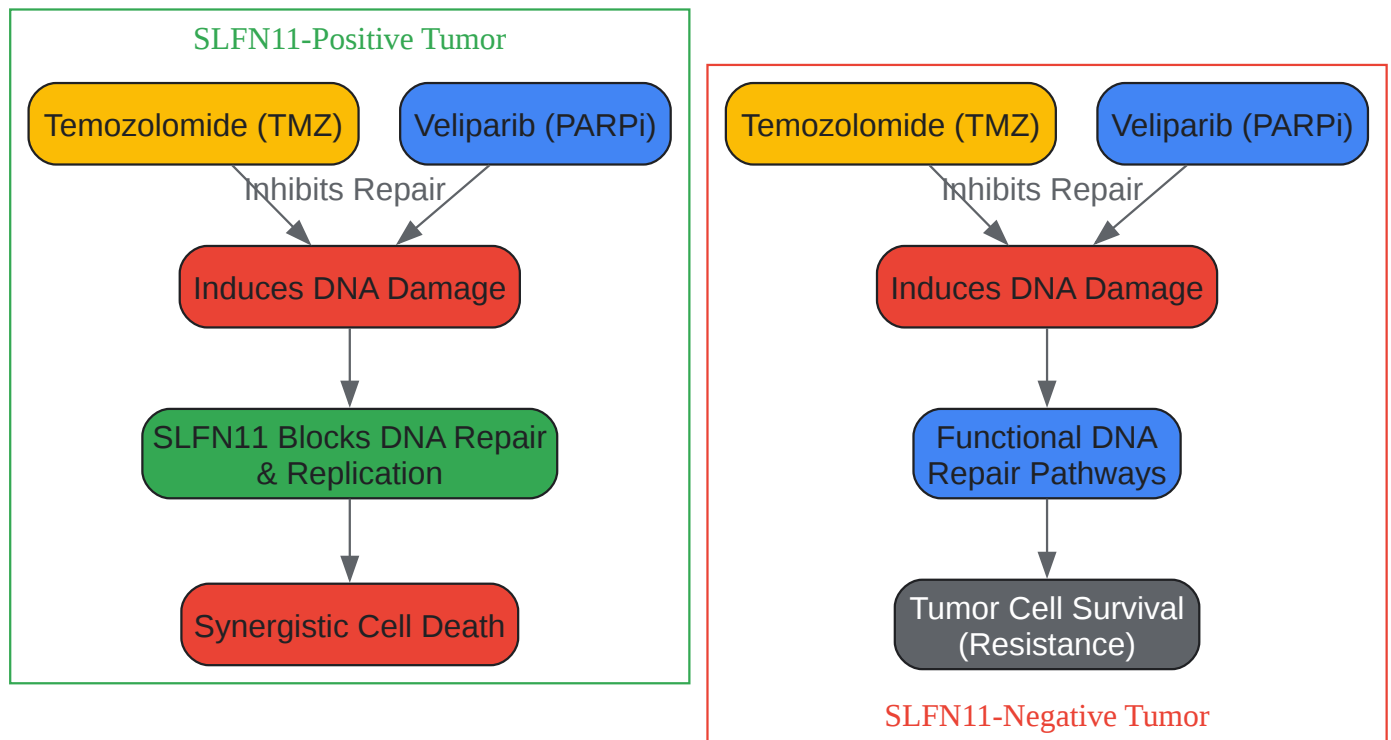 SLFN11-Positive Tumor
Temozolomide (TMZ)
Veliparib (PARPi)
Inhibits Repair
Induces DNA Damage
SLFN11 Blocks DNA Repair
& Replication
Synergistic Cell Death
Temozolomide (TMZ)
Veliparib (PARPi)
Inhibits Repair
Induces DNA Damage
Functional DNA
Repair Pathways
Tumor Cell Survival
(Resistance)
SLFN11-Negative Tumor